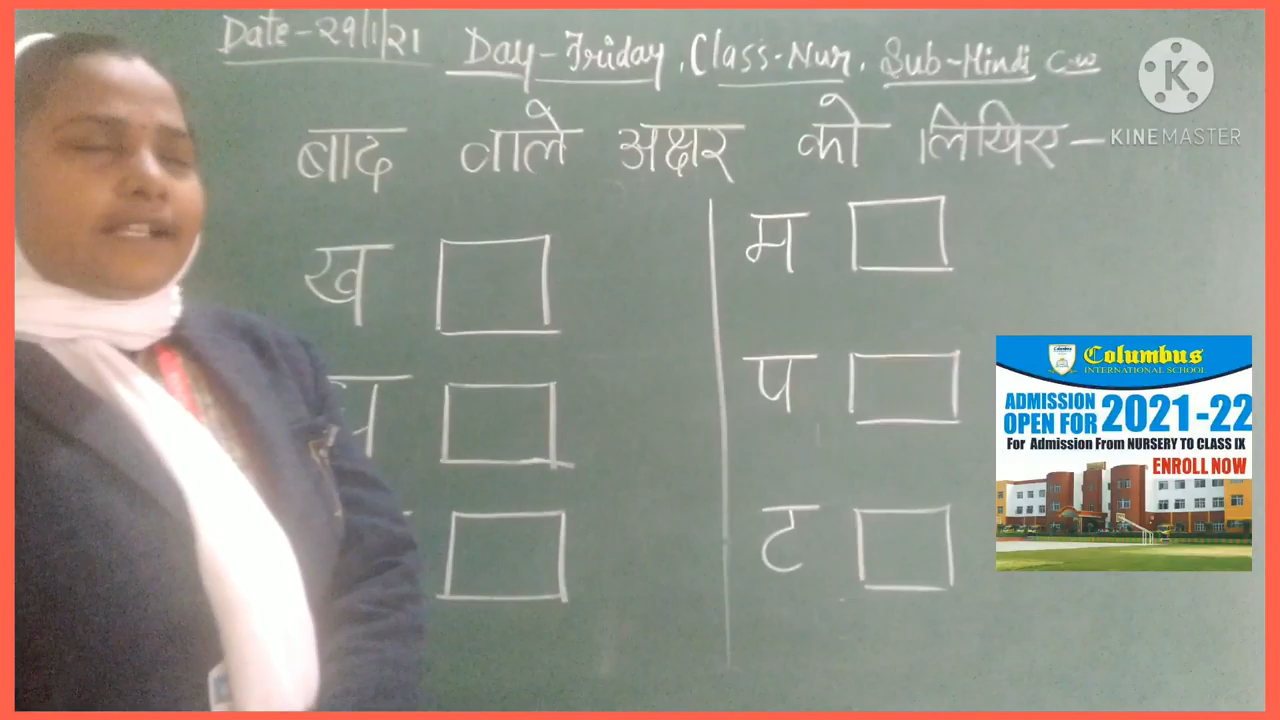 Date-29/1/21 Day-Friday, Class-Nur, Sub-Hindi c-w
KINEMASTER
बाद वाले अक्षर को लिखिए-
ख म
प
ट
Columbus
INTERNATIONAL SCHOOL
ADMISSION
OPEN FOR 2021-22
For Admission From NURSERY TO CLASS IX
ENROLL NOW